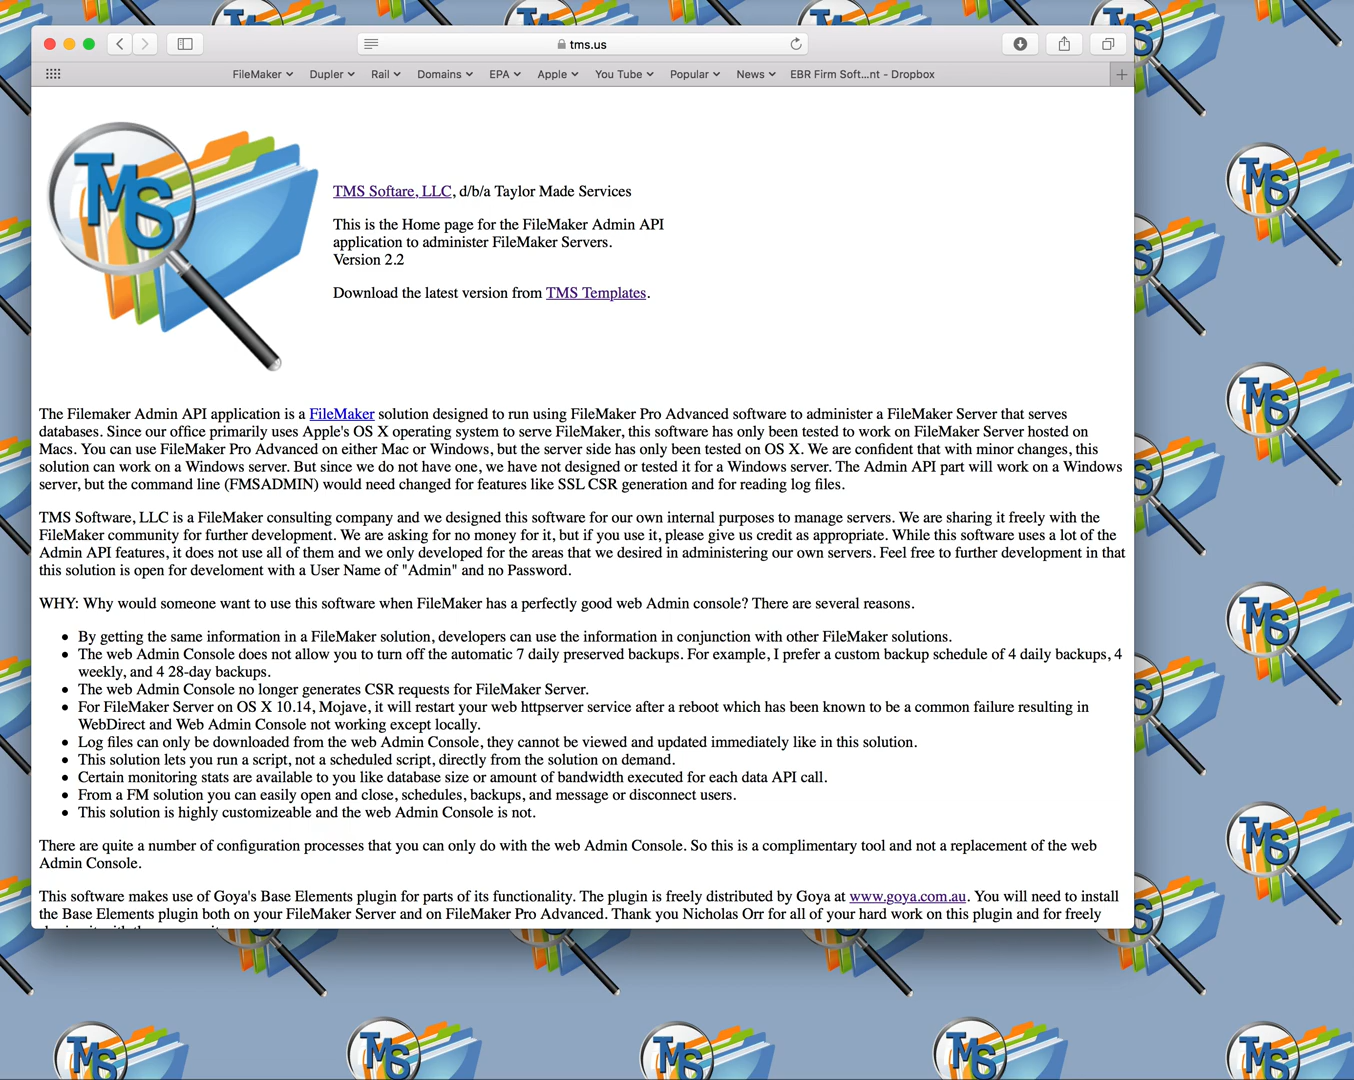 tms.us
FileMaker Dupler Rail Domains EPA Apple You Tube Popular News EBR Firm Soft...nt - Dropbox
TMS
TMS Softare, LLC, d/b/a Taylor Made Services
This is the Home page for the FileMaker Admin API
application to administer FileMaker Servers.
Version 2.2
Download the latest version from TMS Templates.
The Filemaker Admin API application is a FileMaker solution designed to run using FileMaker Pro Advanced software to administer a FileMaker Server that serves
databases. Since our office primarily uses Apple's OS X operating system to serve FileMaker, this software has only been tested to work on FileMaker Server hosted on
Macs. You can use FileMaker Pro Advanced on either Mac or Windows, but the server side has only been tested on OS X. We are confident that with minor changes, this
solution can work on a Windows server. But since we do not have one, we have not designed or tested it for a Windows server. The Admin API part will work on a Windows
server, but the command line (FMSADMIN) would need changed for features like SSL CSR generation and for reading log files.
TMS Software, LLC is a FileMaker consulting company and we designed this software for our own internal purposes to manage servers. We are sharing it freely with the
FileMaker community for further development. We are asking for no money for it, but if you use it, please give us credit as appropriate. While this software uses a lot of the
Admin API features, it does not use all of them and we only developed for the areas that we desired in administering our own servers. Feel free to further development in that
this solution is open for develoment with a User Name of "Admin" and no Password.
WHY: Why would someone want to use this software when FileMaker has a perfectly good web Admin console? There are several reasons.
• By getting the same information in a FileMaker solution, developers can use the information in conjunction with other FileMaker solutions.
• The web Admin Console does not allow you to turn off the automatic 7 daily preserved backups. For example, I prefer a custom backup schedule of 4 daily backups, 4
weekly, and 4 28-day backups.
• The web Admin Console no longer generates CSR requests for FileMaker Server.
• For FileMaker Server on OS X 10.14, Mojave, it will restart your web httpserver service after a reboot which has been known to be a common failure resulting in
WebDirect and Web Admin Console not working except locally.
• Log files can only be downloaded from the web Admin Console, they cannot be viewed and updated immediately like in this solution.
• This solution lets you run a script, not a scheduled script, directly from the solution on demand.
• Certain monitoring stats are available to you like database size or amount of bandwidth executed for each data API call.
• From a FM solution you can easily open and close, schedules, backups, and message or disconnect users.
• This solution is highly customizeable and the web Admin Console is not.
There are quite a number of configuration processes that you can only do with the web Admin Console. So this is a complimentary tool and not a replacement of the web
Admin Console.
This software makes use of Goya's Base Elements plugin for parts of its functionality. The plugin is freely distributed by Goya at www.goya.com.au. You will need to install
the Base Elements plugin both on your FileMaker Server and on FileMaker Pro Advanced. Thank you Nicholas Orr for all of your hard work on this plugin and for freely